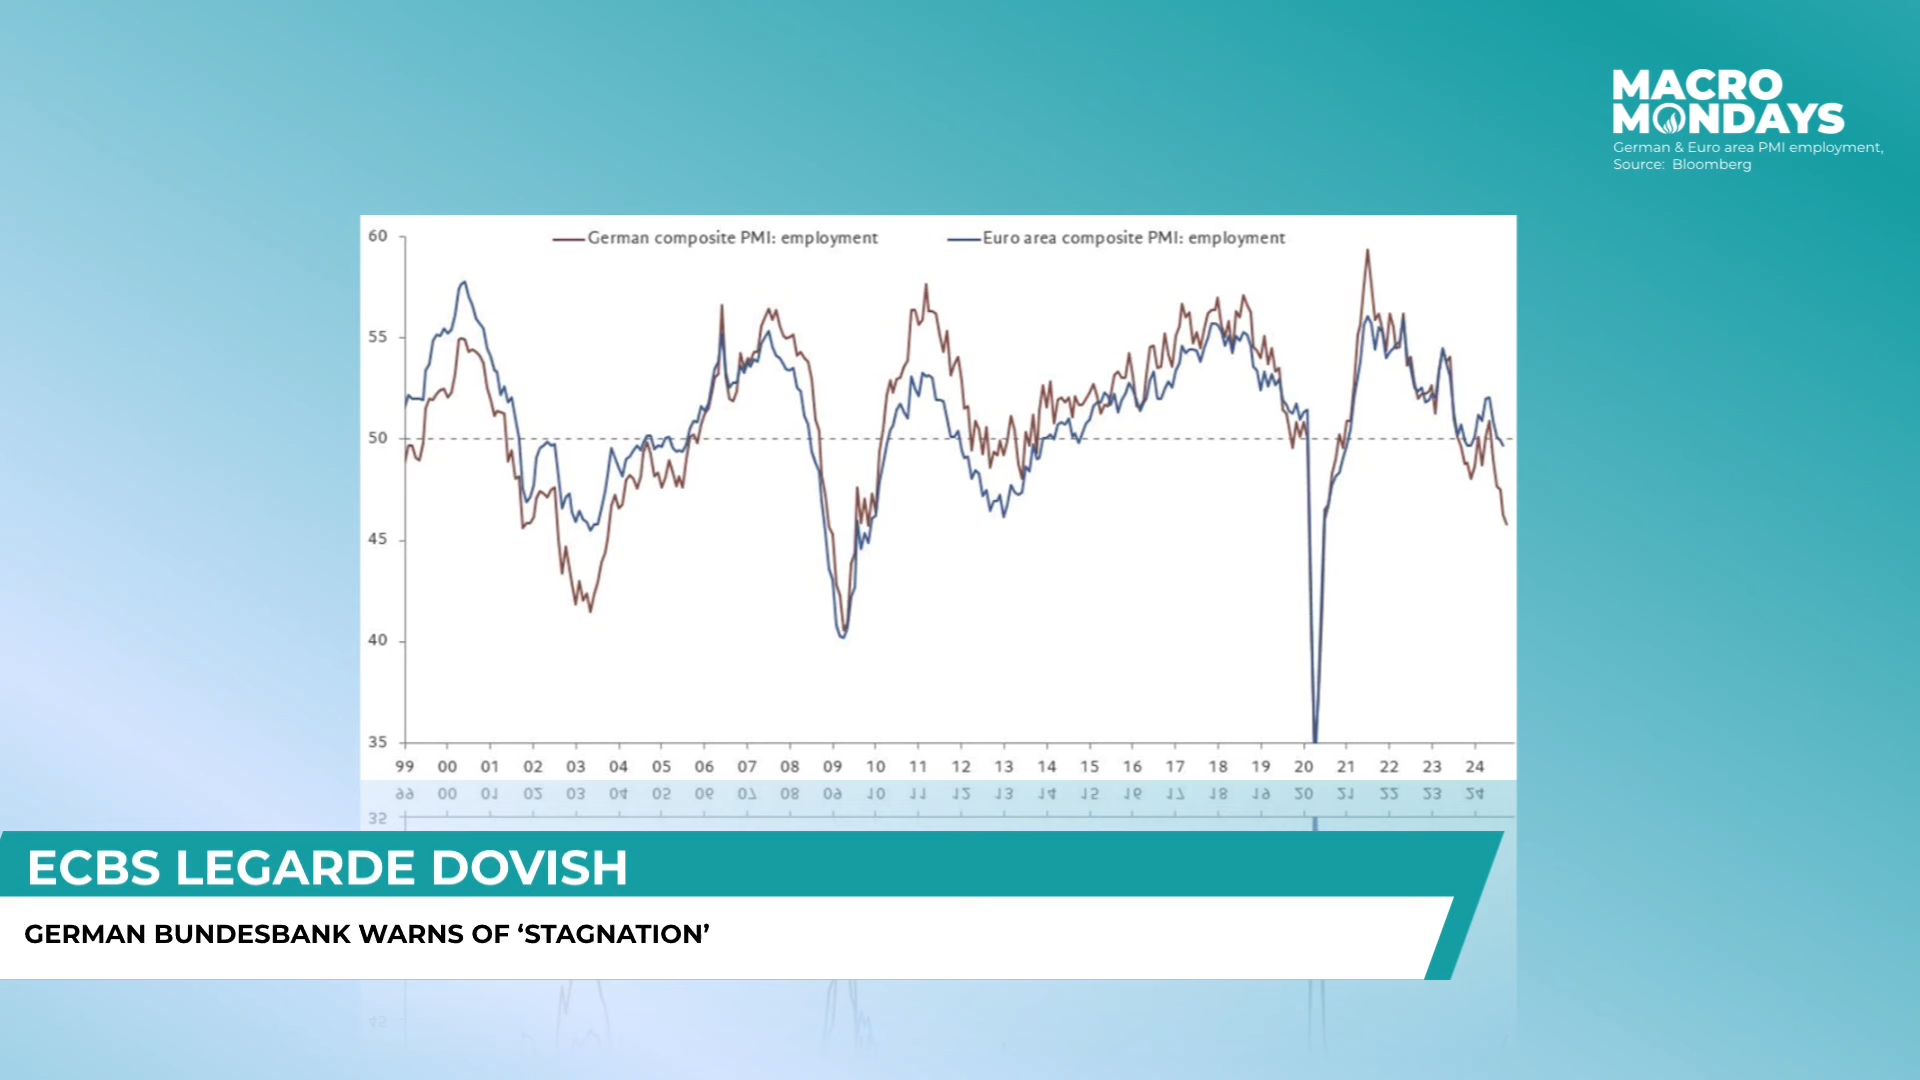 MACRO
MONDAYS
German & Euro area PMI employment,
Source: Bloomberg
German composite PMI: employment
Euro area composite PMI: employment
60
55
50
45
40
35
99 00 01 02 03 04 05 06 07 08 09 10 11 12 13 14 15 16 17 18 19 20 21 22 23 24
ECBS LEGARDE DOVISH
GERMAN BUNDESBANK WARNS OF ‘STAGNATION’